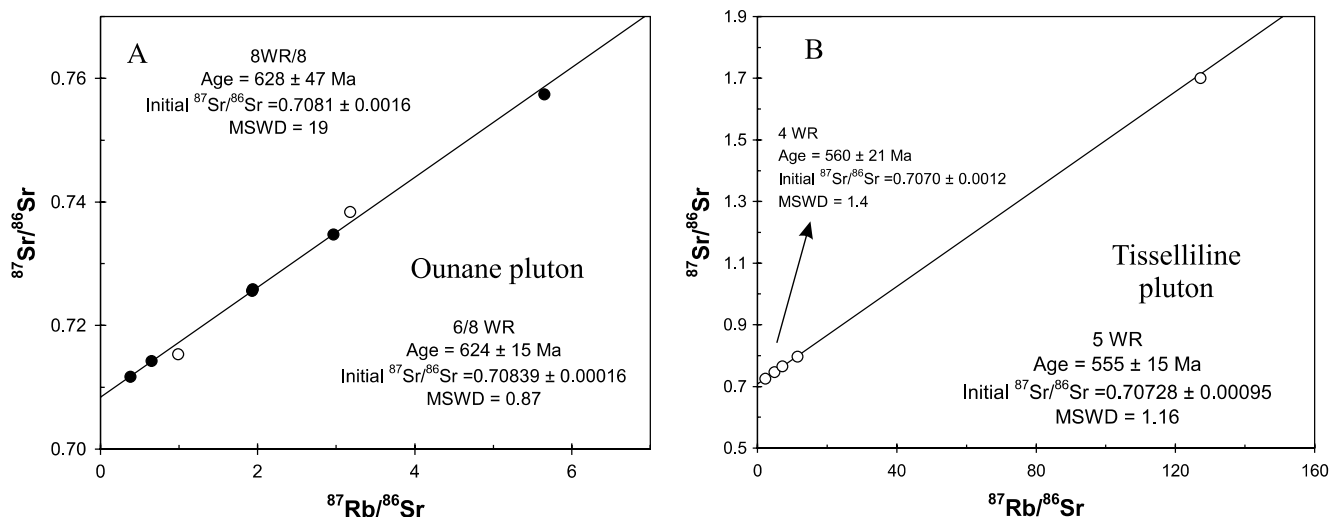 A
8WR/8
Age = 628 ± 47 Ma
Initial ⁸⁷Sr/⁸⁶Sr =0.7081 ± 0.0016
MSWD = 19
Ounane pluton
6/8 WR
Age = 624 ± 15 Ma
Initial ⁸⁷Sr/⁸⁶Sr =0.70839 ± 0.00016
MSWD = 0.87
⁸⁷Sr/⁸⁶Sr
0.76
0.74
0.72
0.70
0 2 4 6
⁸⁷Rb/⁸⁶Sr
B
4 WR
Age = 560 ± 21 Ma
Initial ⁸⁷Sr/⁸⁶Sr =0.7070 ± 0.0012
MSWD = 1.4
Tisselliline
pluton
5 WR
Age = 555 ± 15 Ma
Initial ⁸⁷Sr/⁸⁶Sr =0.70728 ± 0.00095
MSWD = 1.16
⁸⁷Sr/⁸⁶Sr
1.9
1.7
1.5
1.3
1.1
0.9
0.7
0.5
0 40 80 120 160
⁸⁷Rb/⁸⁶Sr